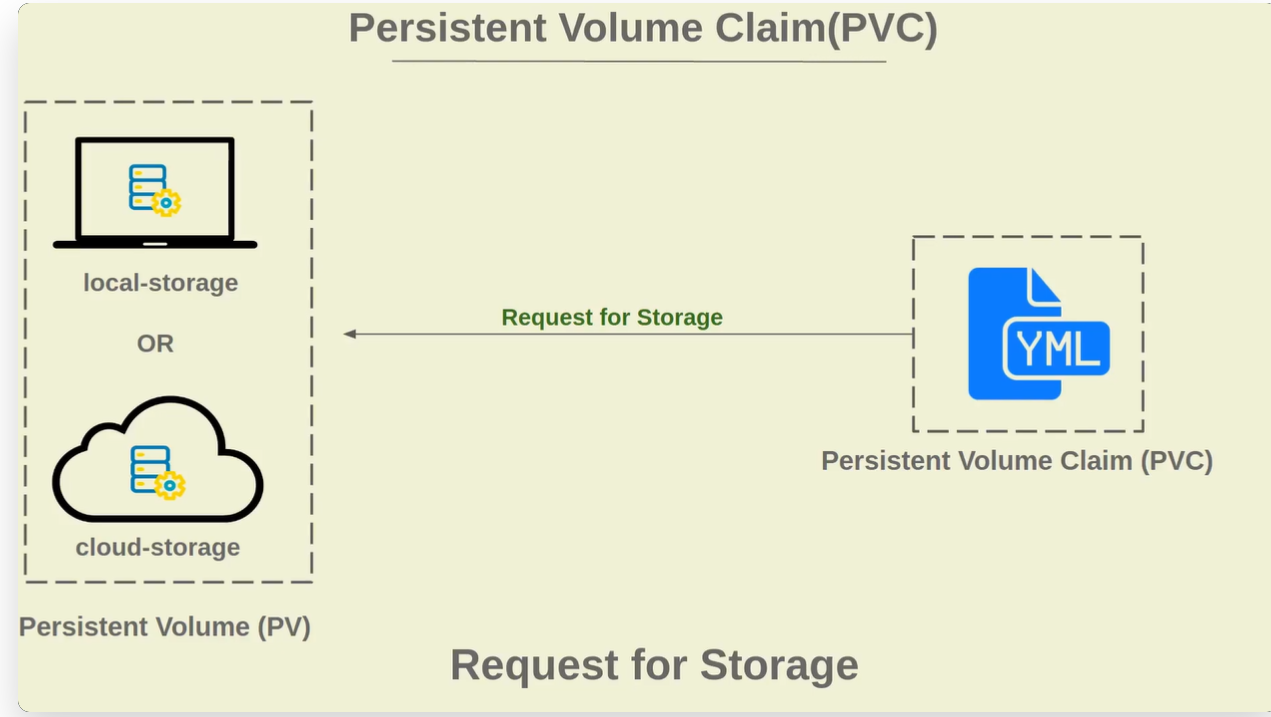 Persistent Volume Claim(PVC)
local-storage
OR
cloud-storage
Persistent Volume (PV)
Request for Storage
YML
Persistent Volume Claim (PVC)
Request for Storage